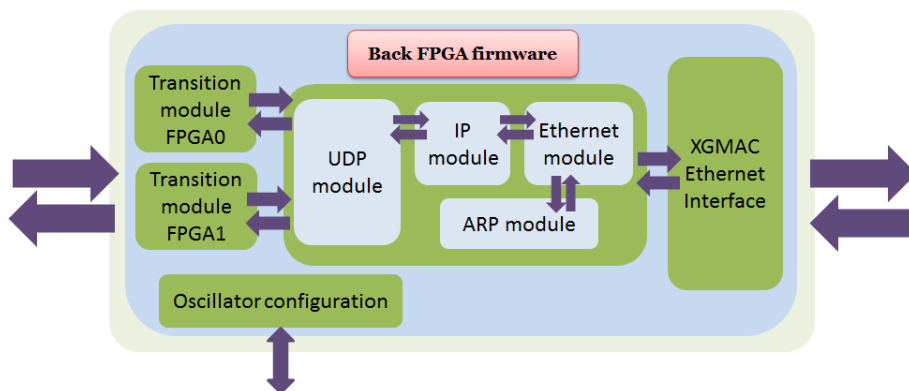 Back FPGA firmware
Transition
module
FPGA0
Transition
module
FPGA1
UDP
module
IP
module
Ethernet
module
ARP module
XGMAC
Ethernet
Interface
Oscillator configuration